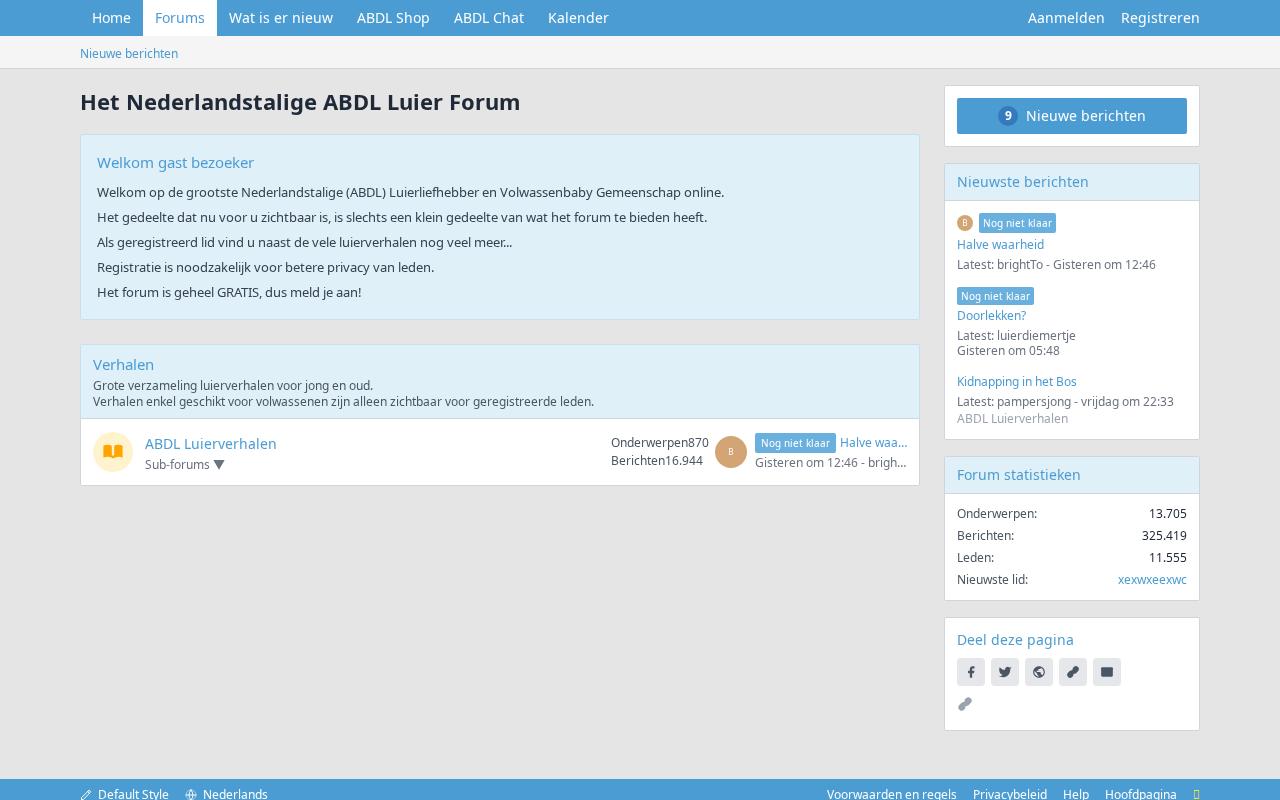 Home Forums Wat is er nieuw ABDL Shop ABDL Chat Kalender Aanmelden Registreren
Nieuwe berichten
Het Nederlandstalige ABDL Luier Forum
Welkom gast bezoeker
Welkom op de grootste Nederlandstalige (ABDL) Luierliefhebber en Volwassenbaby Gemeenschap online.
Het gedeelte dat nu voor u zichtbaar is, is slechts een klein gedeelte van wat het forum te bieden heeft.
Als geregistreerd lid vind u naast de vele luierverhalen nog veel meer...
Registratie is noodzakelijk voor betere privacy van leden.
Het forum is geheel GRATIS, dus meld je aan!
Verhalen
Grote verzameling luierverhalen voor jong en oud.
Verhalen enkel geschikt voor volwassenen zijn alleen zichtbaar voor geregistreerde leden.
ABDL Luierverhalen
Sub-forums ▼
Onderwerpen870
Berichten16.944
B
Nog niet klaar Halve waa...
Gisteren om 12:46 - brigh...
9 Nieuwe berichten
Nieuwste berichten
B Nog niet klaar
Halve waarheid
Latest: brightTo - Gisteren om 12:46
Nog niet klaar
Doorlekken?
Latest: luierdiemertje
Gisteren om 05:48
Kidnapping in het Bos
Latest: pampersjong - vrijdag om 22:33
ABDL Luierverhalen
Forum statistieken
Onderwerpen: 13.705
Berichten: 325.419
Leden: 11.555
Nieuwste lid: xexwxeexwc
Deel deze pagina
Default Style Nederlands Voorwaarden en regels Privacybeleid Help Hoofdpagina